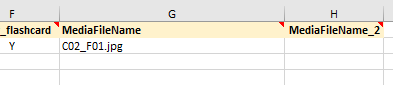 F G H
_flashcard MediaFileName MediaFileName_2
Y C02_F01.jpg